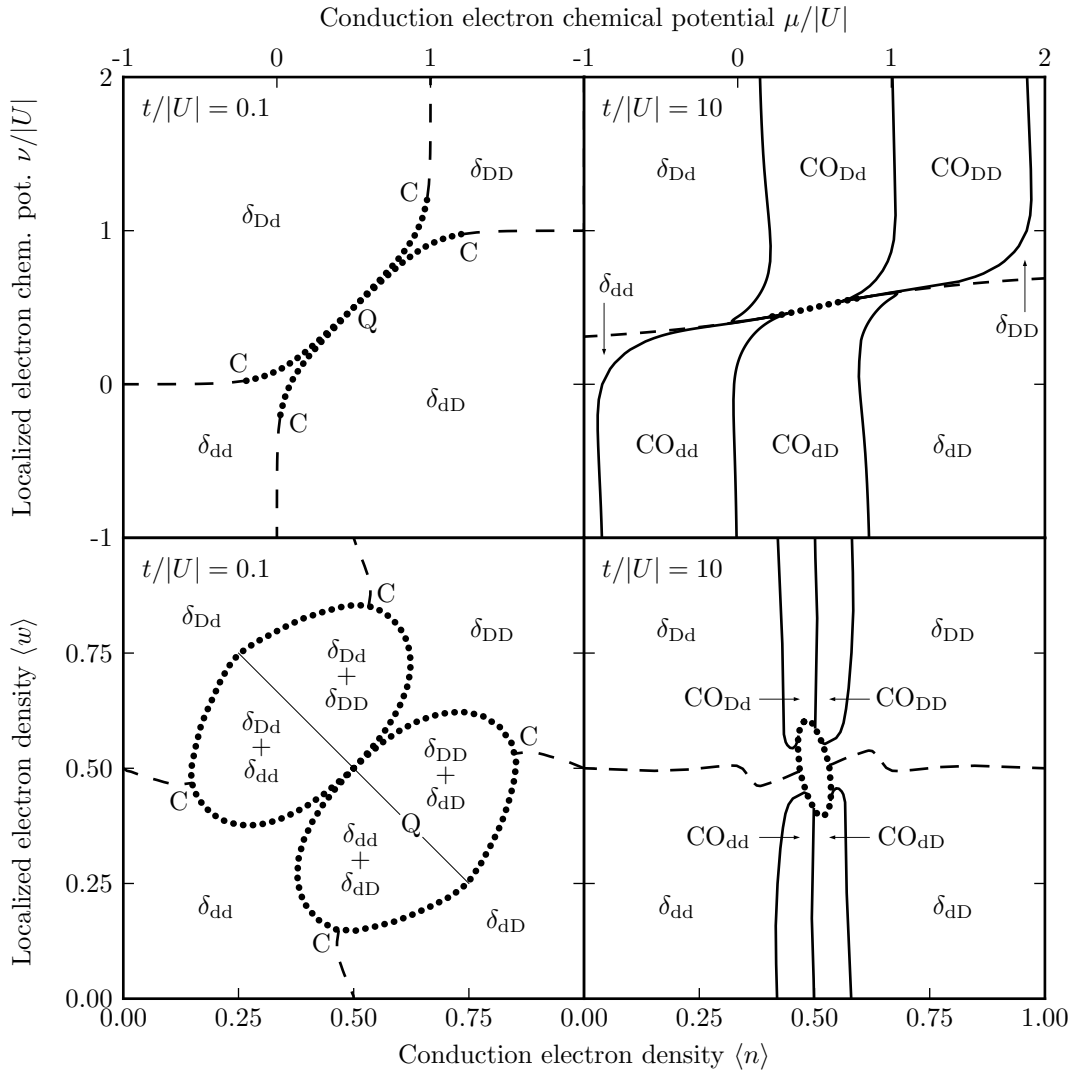 Conduction electron chemical potential μ/|U|
-1 0 1 -1 0 1 2
Localized electron chem. pot. ν/|U|
2
1
0
-1
t/|U| = 0.1
δDd
δDD
C
C
Q
C
C
δdd
δdD
t/|U| = 10
δDd
CODd
CODD
δdd
δDD
COdd
COdD
δdD
Localized electron density ⟨w⟩
0.75
0.50
0.25
0.00
t/|U| = 0.1
δDd
C
δDD
δDd
+
δDD
δDd
+
δdd
C
δDD
+
δdD
C
Q
δdd
+
δdD
C
δdd
δdD
t/|U| = 10
δDd
δDD
CODd
CODD
COdd
COdD
δdd
δdD
0.00 0.25 0.50 0.75 0.00 0.25 0.50 0.75 1.00
Conduction electron density ⟨n⟩